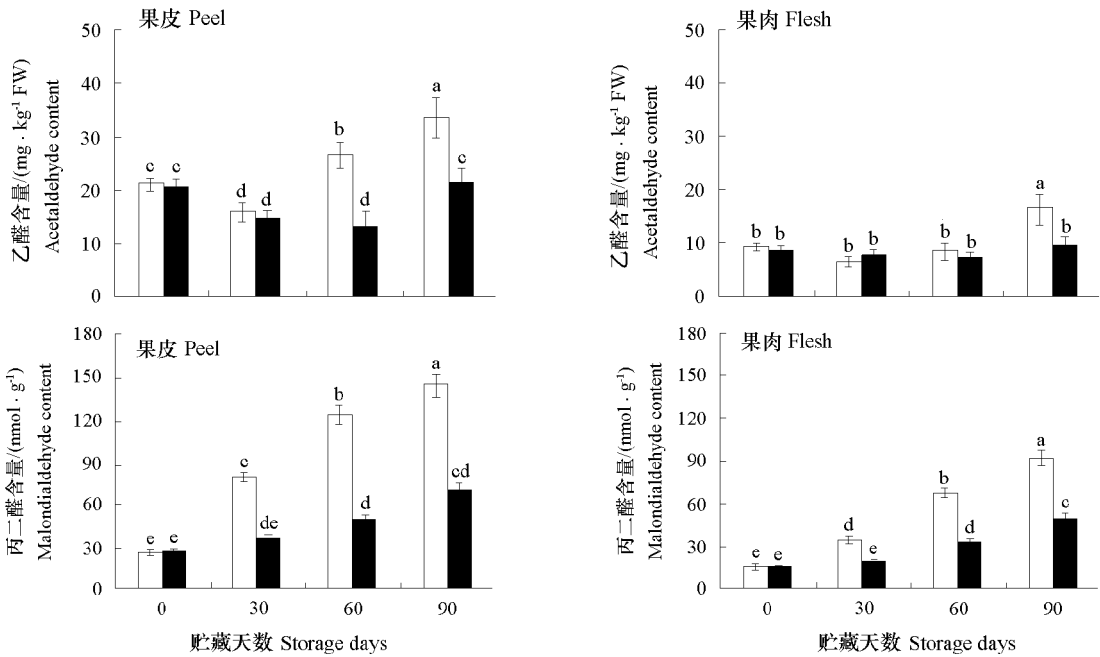 果皮 Peel
50
40
30
20
10
0
乙醛含量/(mg · kg⁻¹ FW)
Acetaldehyde content
c c d d b d a c
果肉 Flesh
50
40
30
20
10
0
乙醛含量/(mg · kg⁻¹ FW)
Acetaldehyde content
b b b b b b a b
果皮 Peel
180
150
120
90
60
30
0
丙二醛含量/(nmol · g⁻¹)
Malondialdehyde content
e e c de b d a cd
0 30 60 90
贮藏天数 Storage days
果肉 Flesh
180
150
120
90
60
30
0
丙二醛含量/(nmol · g⁻¹)
Malondialdehyde content
e e d e b d a c
0 30 60 90
贮藏天数 Storage days